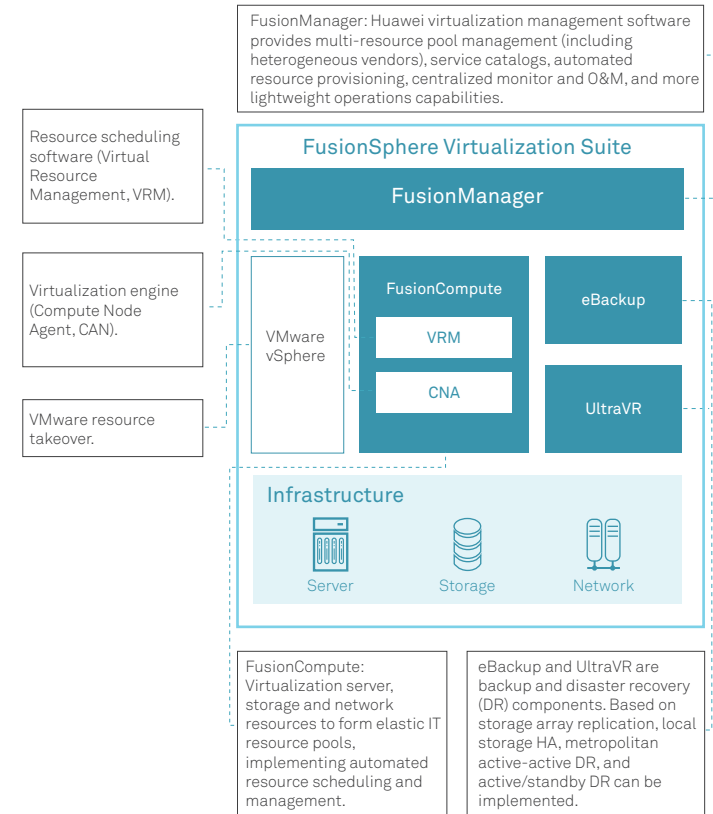 FusionManager: Huawei virtualization management software
provides multi-resource pool management (including
heterogeneous vendors), service catalogs, automated
resource provisioning, centralized monitor and O&M, and more
lightweight operations capabilities.
Resource scheduling
software (Virtual
Resource
Management, VRM).
Virtualization engine
(Compute Node
Agent, CAN).
VMware resource
takeover.
FusionSphere Virtualization Suite
FusionManager
VMware
vSphere
FusionCompute
VRM
CNA
eBackup
UltraVR
Infrastructure
Server
Storage
Network
FusionCompute:
Virtualization server,
storage and network
resources to form elastic IT
resource pools,
implementing automated
resource scheduling and
management.
eBackup and UltraVR are
backup and disaster recovery
(DR) components. Based on
storage array replication, local
storage HA, metropolitan
active-active DR, and
active/standby DR can be
implemented.